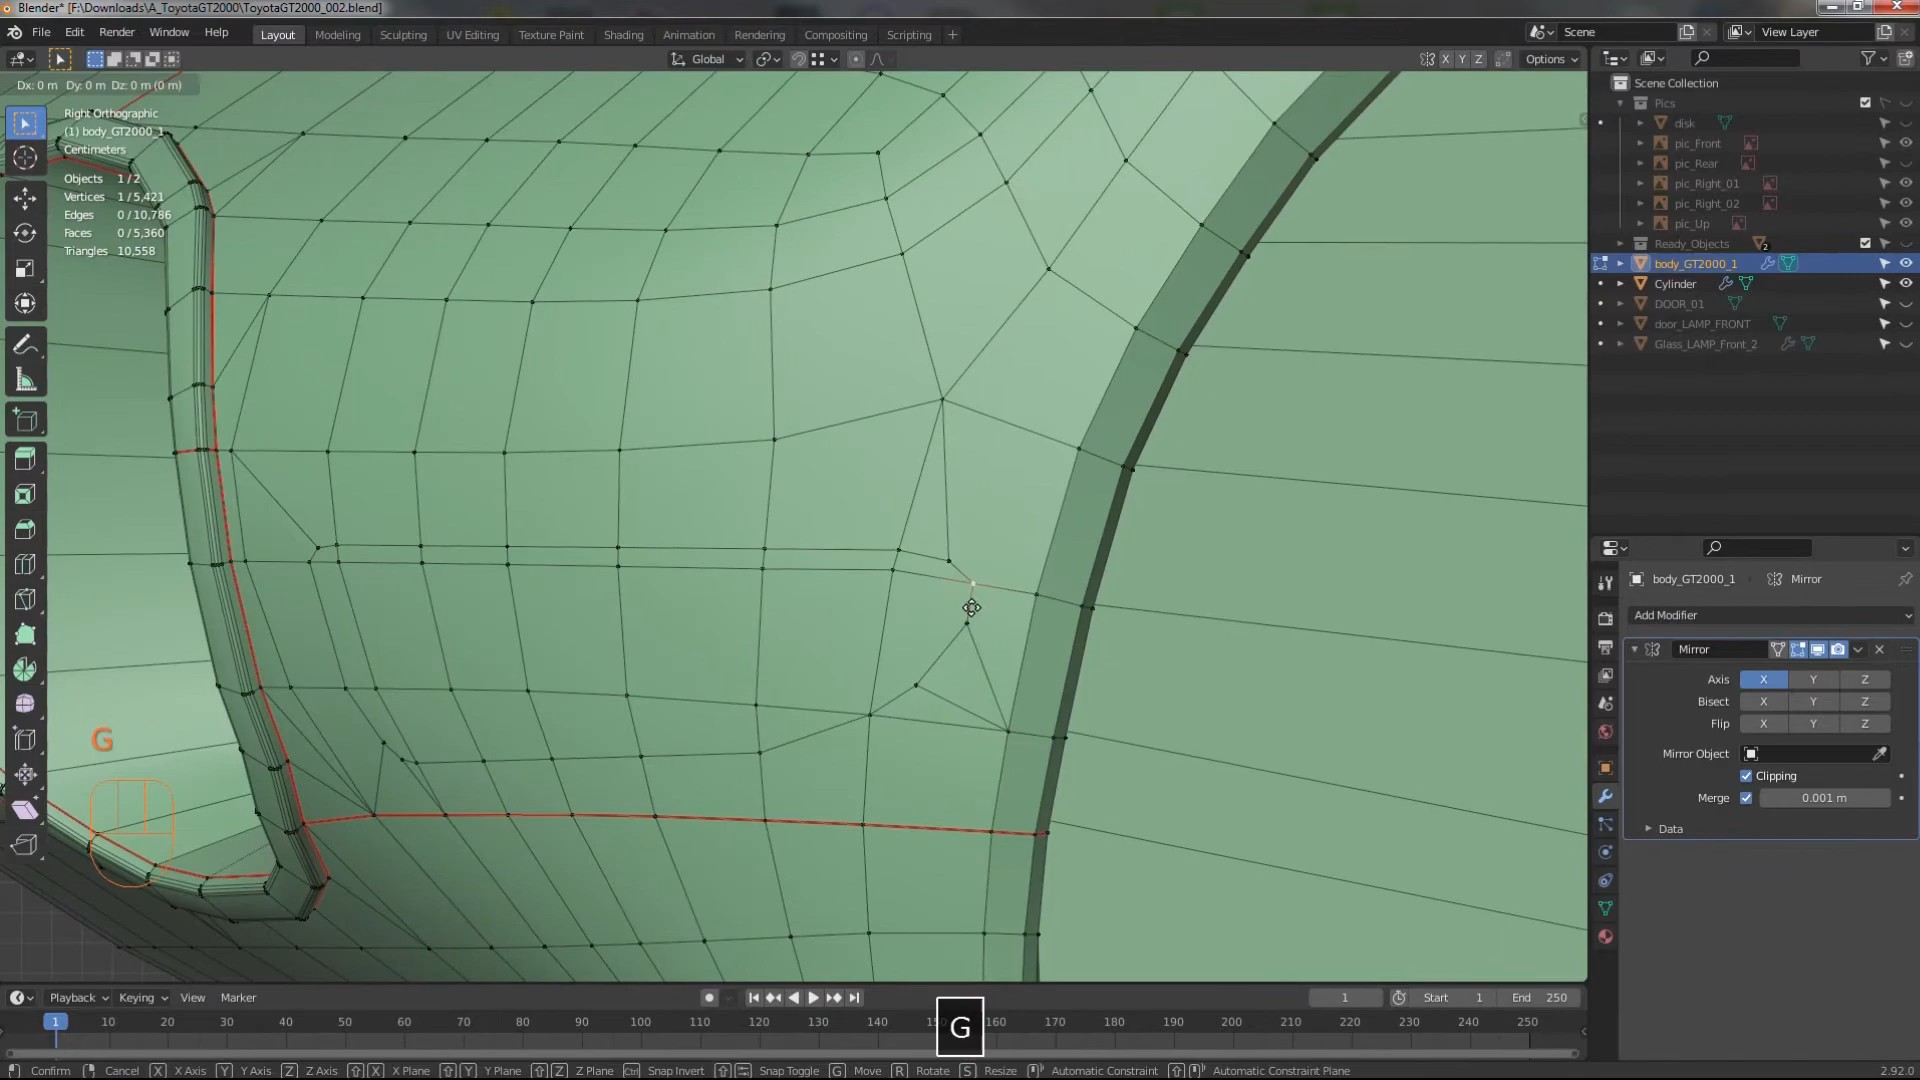 Blender* [F:\Downloads\A_ToyotaGT2000\ToyotaGT2000_002.blend]
File Edit Render Window Help
Layout Modeling Sculpting UV Editing Texture Paint Shading Animation Rendering Compositing Scripting +
Scene
View Layer
Global
X Y Z
Options
Dx: 0 m Dy: 0 m Dz: 0 m (0 m)
Right Orthographic
(1) body_GT2000_1
Centimeters
Objects 1 / 2
Vertices 1 / 5,421
Edges 0 / 10,786
Faces 0 / 5,360
Triangles 10,558
G
Scene Collection
Pics
disk
pic_Front
pic_Rear
pic_Right_01
pic_Right_02
pic_Up
Ready_Objects 2
body_GT2000_1
Cylinder
DOOR_01
door_LAMP_FRONT
Glass_LAMP_Front_2
body_GT2000_1 Mirror
Add Modifier
Mirror
Axis X Y Z
Bisect X Y Z
Flip X Y Z
Mirror Object
Clipping
Merge 0.001 m
Data
Playback Keying View Marker
1 Start 1 End 250
1 10 20 30 40 50 60 70 80 90 100 110 120 130 140 160 170 180 190 200 210 220 230 240 250
G
Confirm Cancel X X Axis Y Y Axis Z Z Axis X X Plane Y Y Plane Z Z Plane Ctrl Snap Invert Snap Toggle G Move R Rotate S Resize Automatic Constraint Automatic Constraint Plane 2.92.0